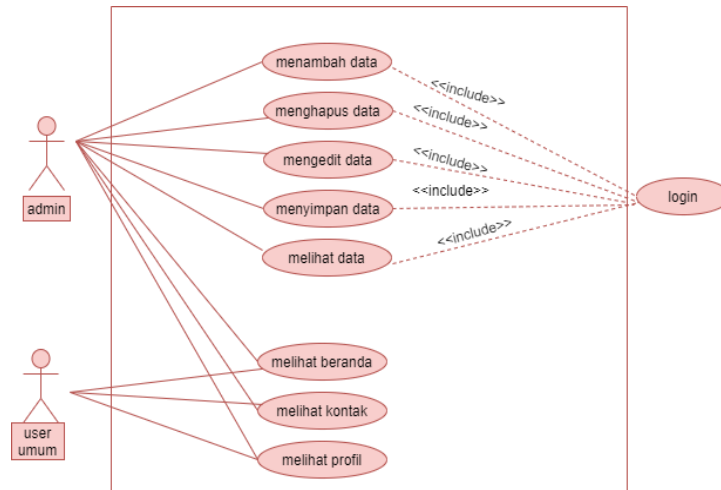 menambah data
<<include>>
menghapus data
<<include>>
mengedit data
<<include>>
menyimpan data
<<include>>
login
admin
melihat data
<<include>>
melihat beranda
melihat kontak
user
umum
melihat profil